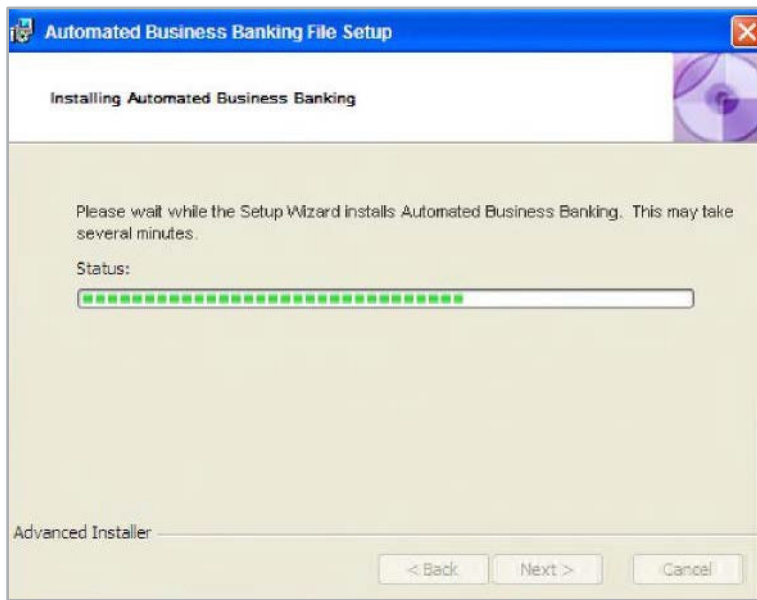 Automated Business Banking File Setup
Installing Automated Business Banking
Please wait while the Setup Wizard installs Automated Business Banking. This may take
several minutes.
Status:
Advanced Installer
< Back Next > Cancel